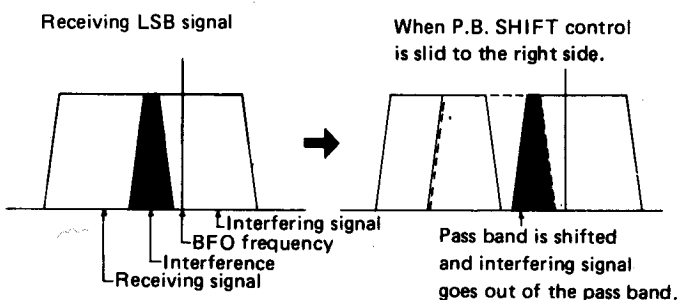 Receiving LSB signal
When P.B. SHIFT control
is slid to the right side.
Interfering signal
BFO frequency
Interference
Receiving signal
Pass band is shifted
and interfering signal
goes out of the pass band.